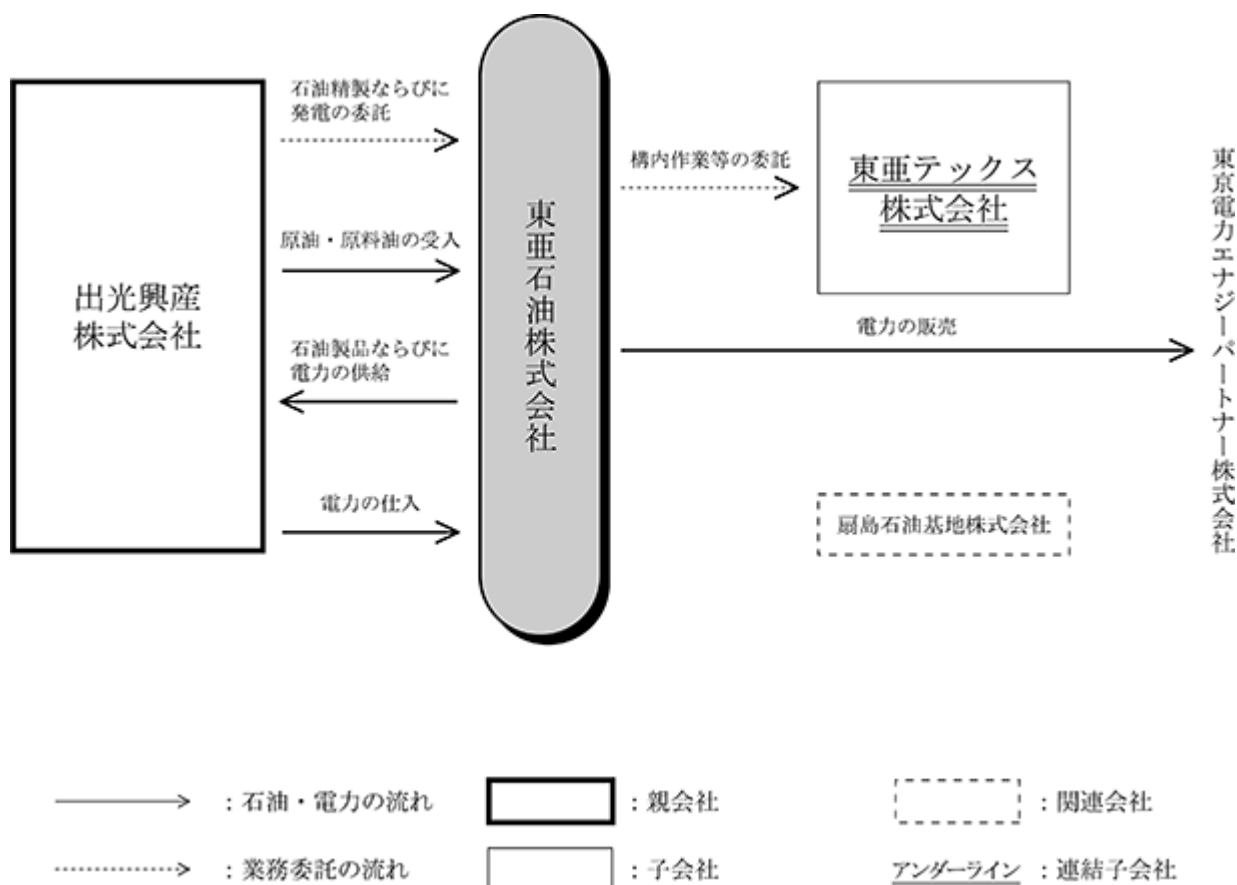 出光興産
株式会社
石油精製ならびに
発電の委託
原油・原料油の受入
石油製品ならびに
電力の供給
電力の仕入
東亜石油株式会社
構内作業等の委託
東亜テックス
株式会社
電力の販売
扇島石油基地株式会社
東京電力エナジーパートナー株式会社
：石油・電力の流れ
：親会社
：関連会社
：業務委託の流れ
：子会社
アンダーライン：連結子会社